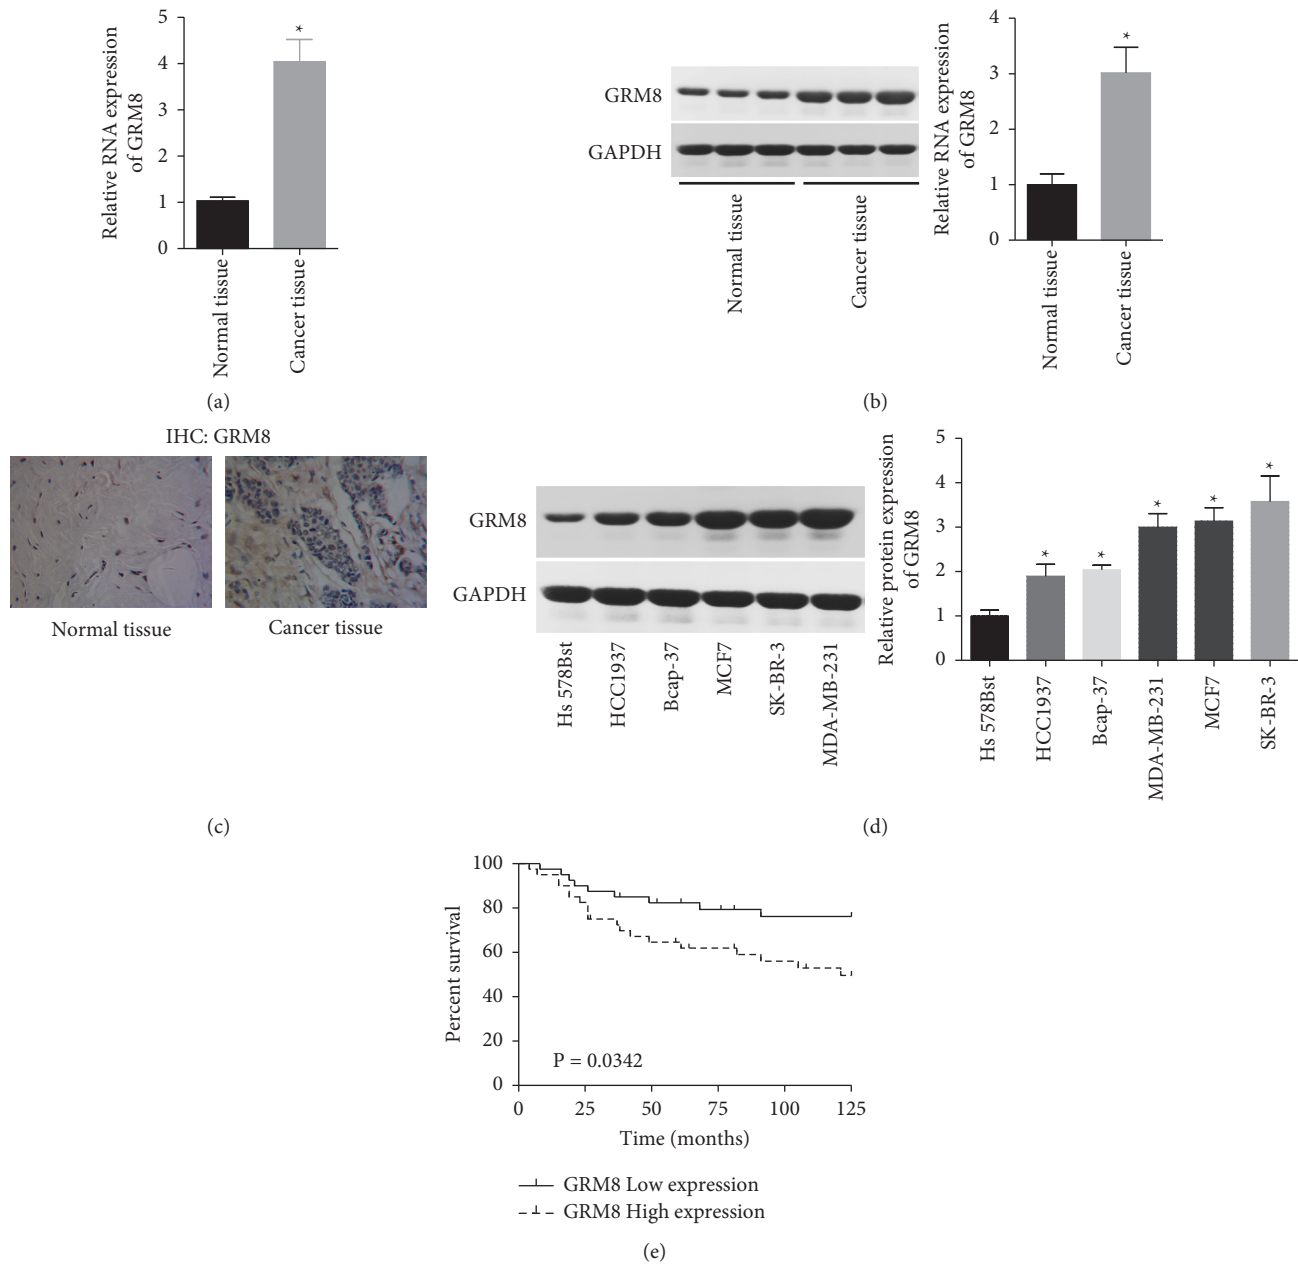 Relative RNA expression
of GRM8
5
4
3
2
1
0
*
Normal tissue
Cancer tissue
(a)
GRM8
GAPDH
Normal tissue
Cancer tissue
Relative RNA expression
of GRM8
4
3
2
1
0
*
Normal tissue
Cancer tissue
(b)
IHC: GRM8
Normal tissue
Cancer tissue
(c)
GRM8
GAPDH
Hs 578Bst
HCC1937
Bcap-37
MCF7
SK-BR-3
MDA-MB-231
Relative protein expression
of GRM8
5
4
3
2
1
0
*
*
*
*
*
Hs 578Bst
HCC1937
Bcap-37
MDA-MB-231
MCF7
SK-BR-3
(d)
Percent survival
100
80
60
40
20
0
P = 0.0342
0 25 50 75 100 125
Time (months)
GRM8 Low expression
GRM8 High expression
(e)